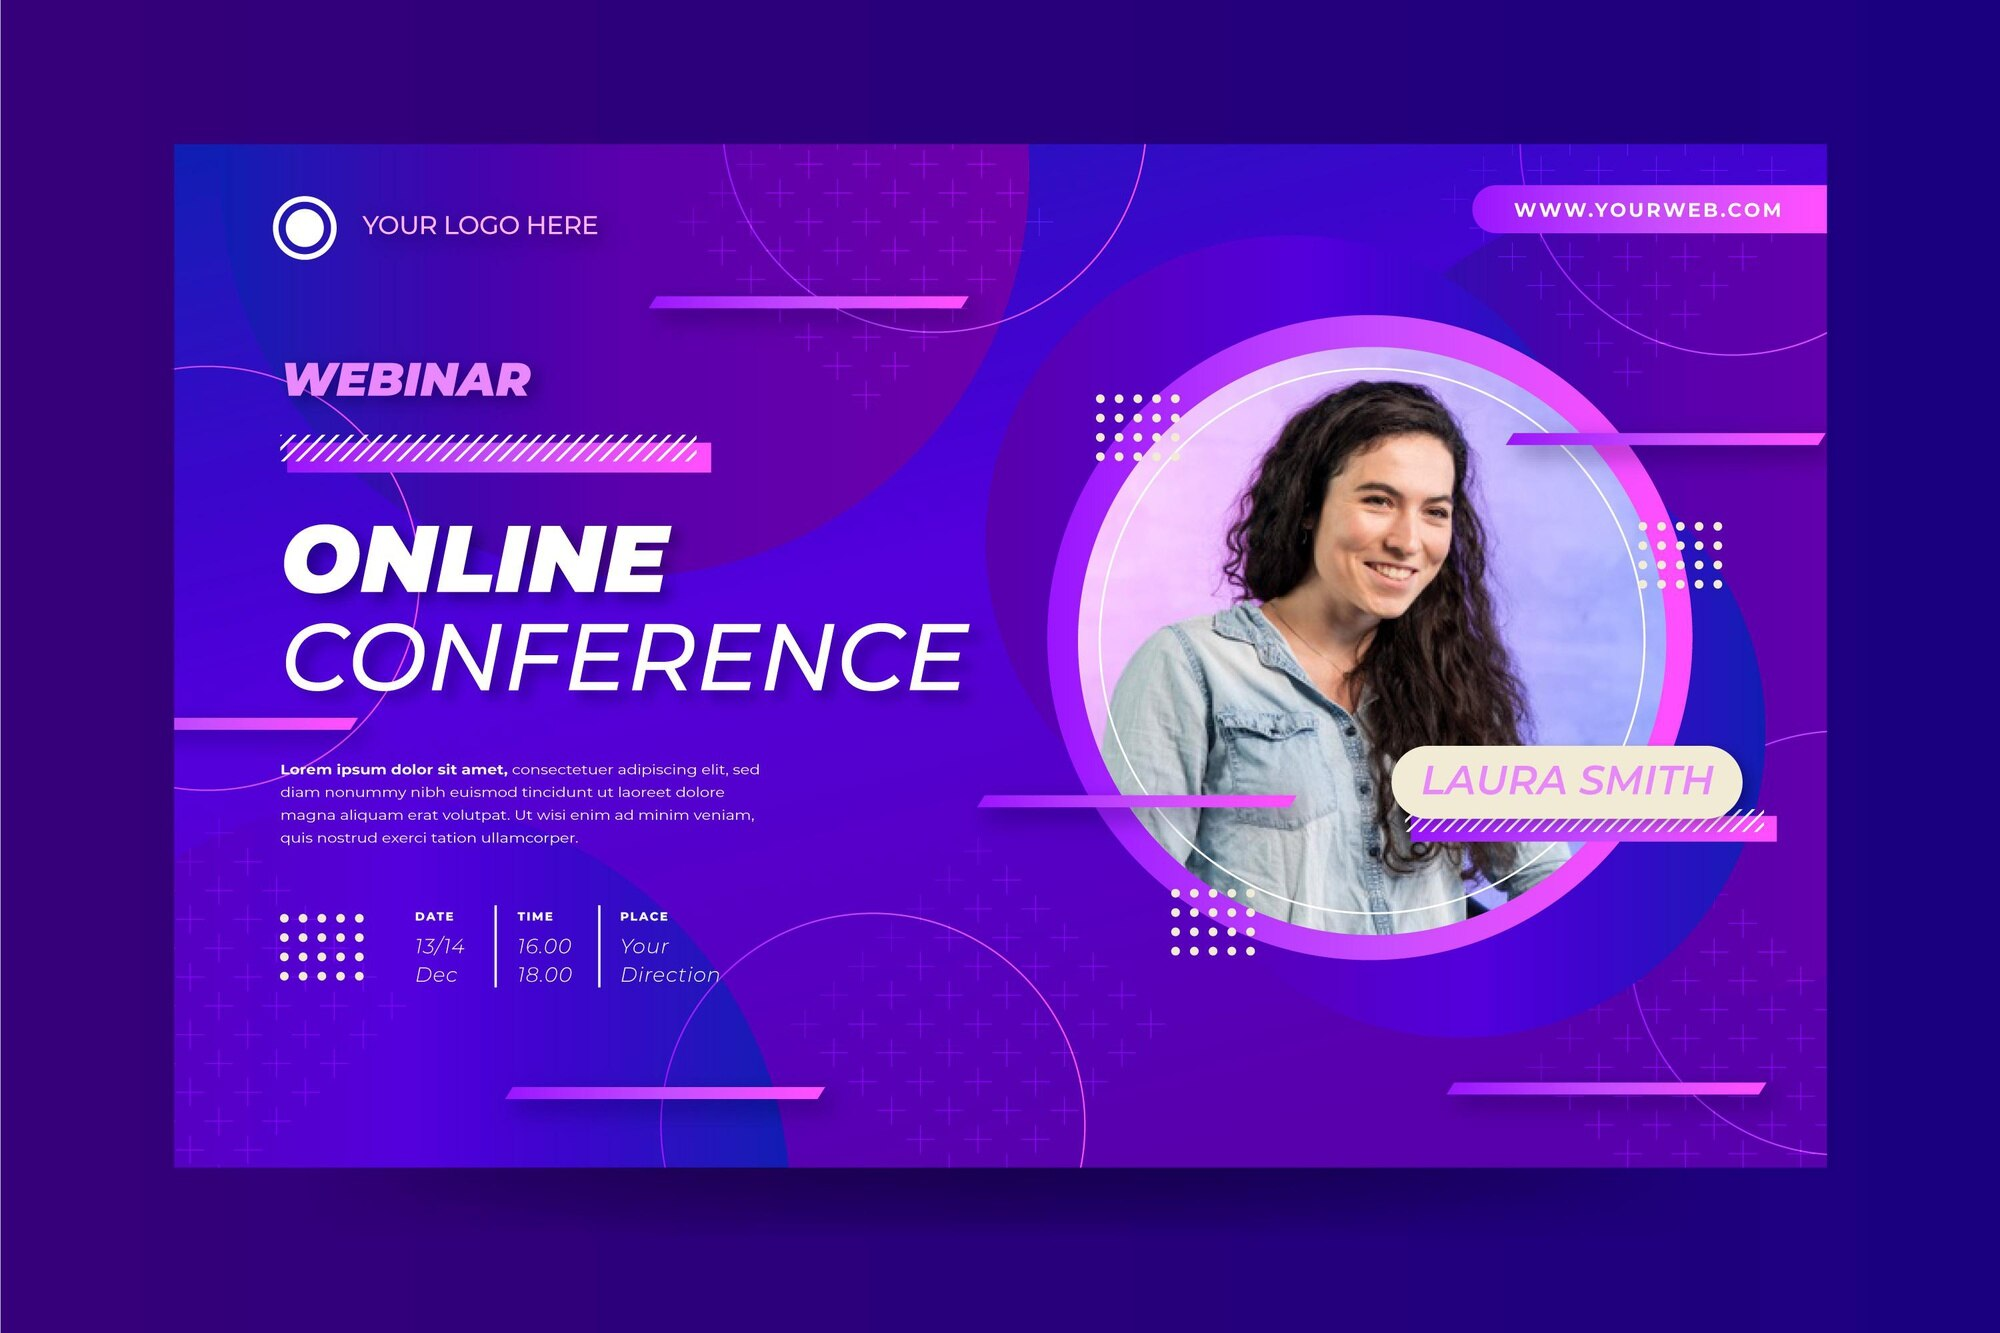 YOUR LOGO HERE
WWW.YOURWEB.COM
WEBINAR
ONLINE
CONFERENCE
Lorem ipsum dolor sit amet, consectetuer adipiscing elit, sed
diam nonummy nibh euismod tincidunt ut laoreet dolore
magna aliquam erat volutpat. Ut wisi enim ad minim veniam,
quis nostrud exerci tation ullamcorper.
LAURA SMITH
DATE
13/14
Dec
TIME
16.00
18.00
PLACE
Your
Direction